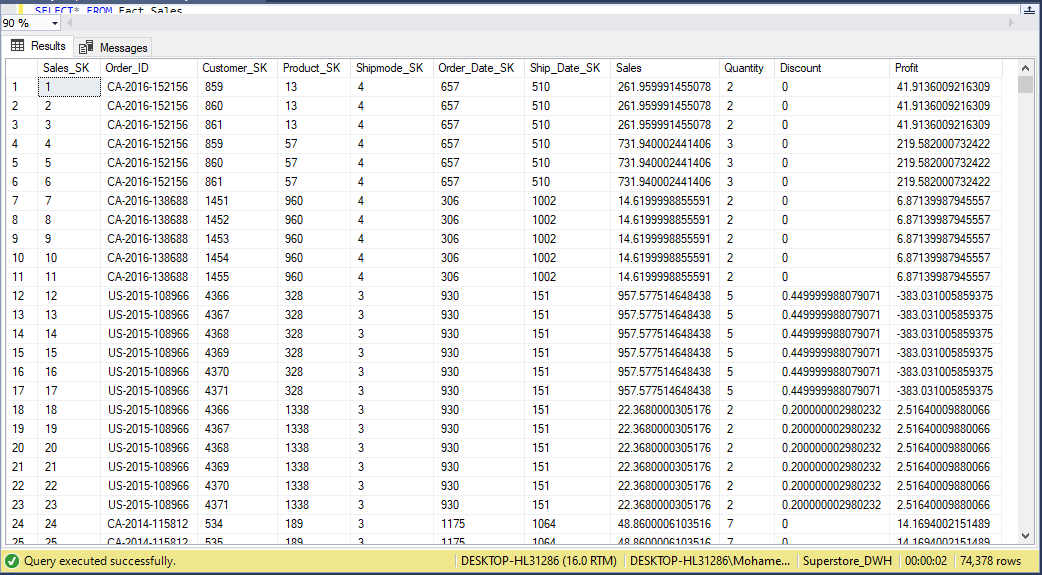 SELECT* FROM Fact_Sales
90 %
Results Messages
Sales_SK Order_ID Customer_SK Product_SK Shipmode_SK Order_Date_SK Ship_Date_SK Sales Quantity Discount Profit
1 1 CA-2016-152156 859 13 4 657 510 261.959991455078 2 0 41.9136009216309
2 2 CA-2016-152156 860 13 4 657 510 261.959991455078 2 0 41.9136009216309
3 3 CA-2016-152156 861 13 4 657 510 261.959991455078 2 0 41.9136009216309
4 4 CA-2016-152156 859 57 4 657 510 731.940002441406 3 0 219.582000732422
5 5 CA-2016-152156 860 57 4 657 510 731.940002441406 3 0 219.582000732422
6 6 CA-2016-152156 861 57 4 657 510 731.940002441406 3 0 219.582000732422
7 7 CA-2016-138688 1451 960 4 306 1002 14.6199998855591 2 0 6.87139987945557
8 8 CA-2016-138688 1452 960 4 306 1002 14.6199998855591 2 0 6.87139987945557
9 9 CA-2016-138688 1453 960 4 306 1002 14.6199998855591 2 0 6.87139987945557
10 10 CA-2016-138688 1454 960 4 306 1002 14.6199998855591 2 0 6.87139987945557
11 11 CA-2016-138688 1455 960 4 306 1002 14.6199998855591 2 0 6.87139987945557
12 12 US-2015-108966 4366 328 3 930 151 957.577514648438 5 0.449999988079071 -383.031005859375
13 13 US-2015-108966 4367 328 3 930 151 957.577514648438 5 0.449999988079071 -383.031005859375
14 14 US-2015-108966 4368 328 3 930 151 957.577514648438 5 0.449999988079071 -383.031005859375
15 15 US-2015-108966 4369 328 3 930 151 957.577514648438 5 0.449999988079071 -383.031005859375
16 16 US-2015-108966 4370 328 3 930 151 957.577514648438 5 0.449999988079071 -383.031005859375
17 17 US-2015-108966 4371 328 3 930 151 957.577514648438 5 0.449999988079071 -383.031005859375
18 18 US-2015-108966 4366 1338 3 930 151 22.3680000305176 2 0.200000002980232 2.51640009880066
19 19 US-2015-108966 4367 1338 3 930 151 22.3680000305176 2 0.200000002980232 2.51640009880066
20 20 US-2015-108966 4368 1338 3 930 151 22.3680000305176 2 0.200000002980232 2.51640009880066
21 21 US-2015-108966 4369 1338 3 930 151 22.3680000305176 2 0.200000002980232 2.51640009880066
22 22 US-2015-108966 4370 1338 3 930 151 22.3680000305176 2 0.200000002980232 2.51640009880066
23 23 US-2015-108966 4371 1338 3 930 151 22.3680000305176 2 0.200000002980232 2.51640009880066
24 24 CA-2014-115812 534 189 3 1175 1064 48.8600006103516 7 0 14.1694002151489
25 25 CA-2014-115812 535 189 3 1175 1064 48.8600006103516 7 0 14.1694002151489
Query executed successfully. DESKTOP-HL31286 (16.0 RTM) DESKTOP-HL31286\Mohame... Superstore_DWH 00:00:02 74,378 rows